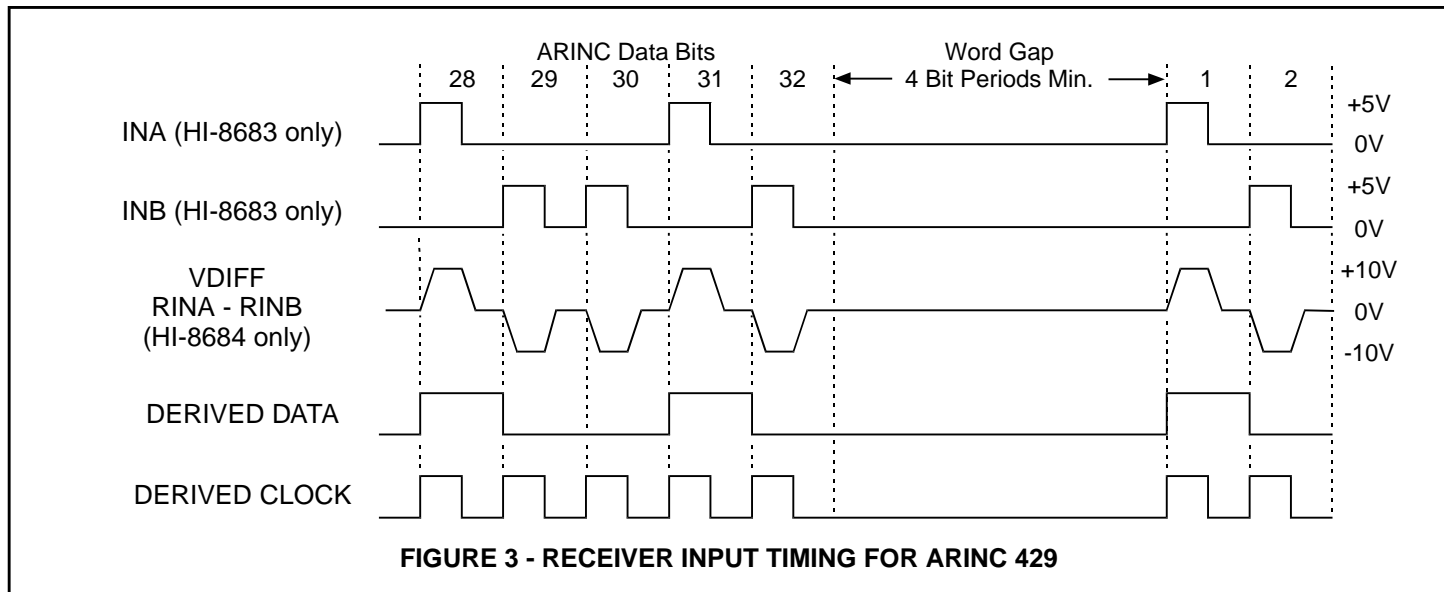 ARINC Data Bits
Word Gap
28 29 30 31 32 4 Bit Periods Min. 1 2
INA (HI-8683 only)
+5V
0V
INB (HI-8683 only)
+5V
0V
VDIFF
RINA - RINB
(HI-8684 only)
+10V
0V
-10V
DERIVED DATA
DERIVED CLOCK
FIGURE 3 - RECEIVER INPUT TIMING FOR ARINC 429